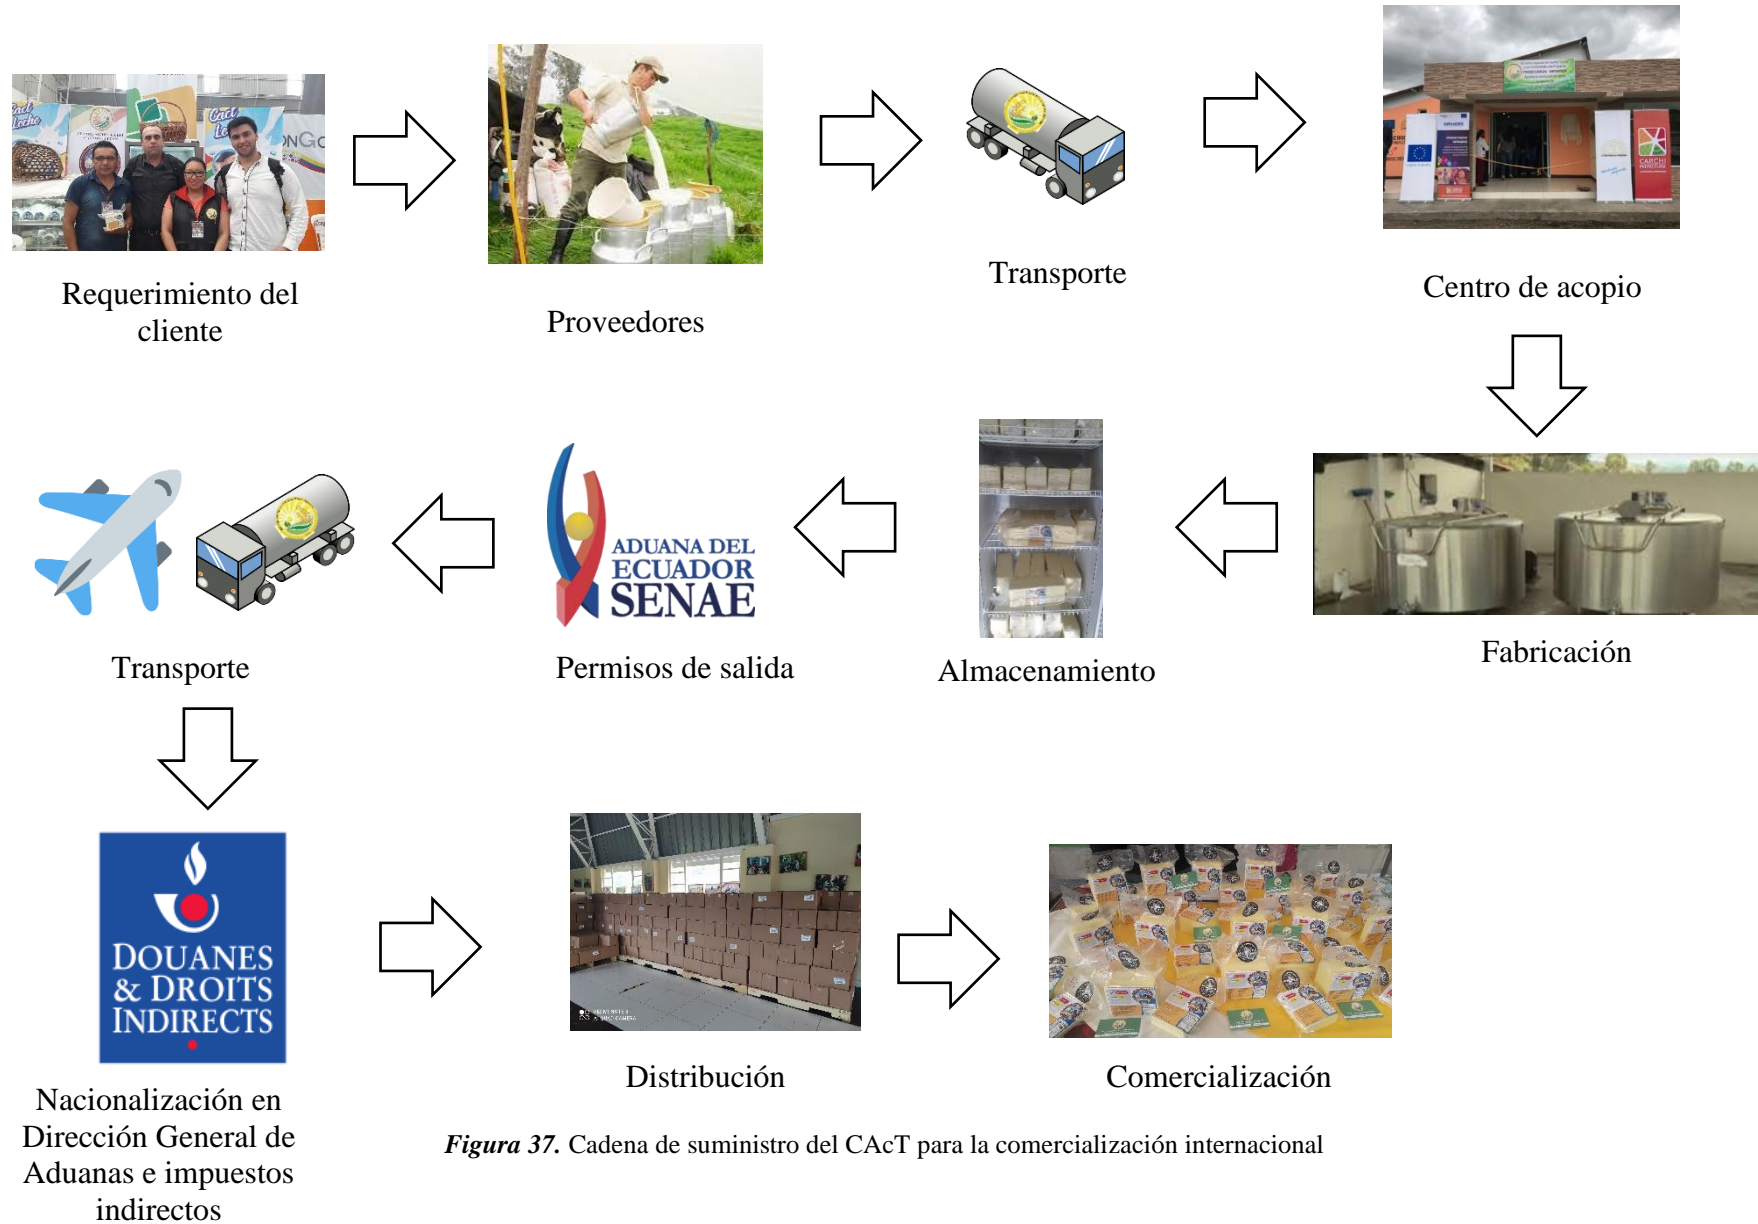 Requerimiento del
cliente
Proveedores
Transporte
CARCHI
Centro de acopio
Transporte
ADUANA DEL
ECUADOR
SENAE
Permisos de salida
Almacenamiento
Fabricación
DOUANES
& DROITS
INDIRECTS
Nacionalización en
Dirección General de
Aduanas e impuestos
indirectos
Distribución
Comercialización
Figura 37. Cadena de suministro del CAcT para la comercialización internacional